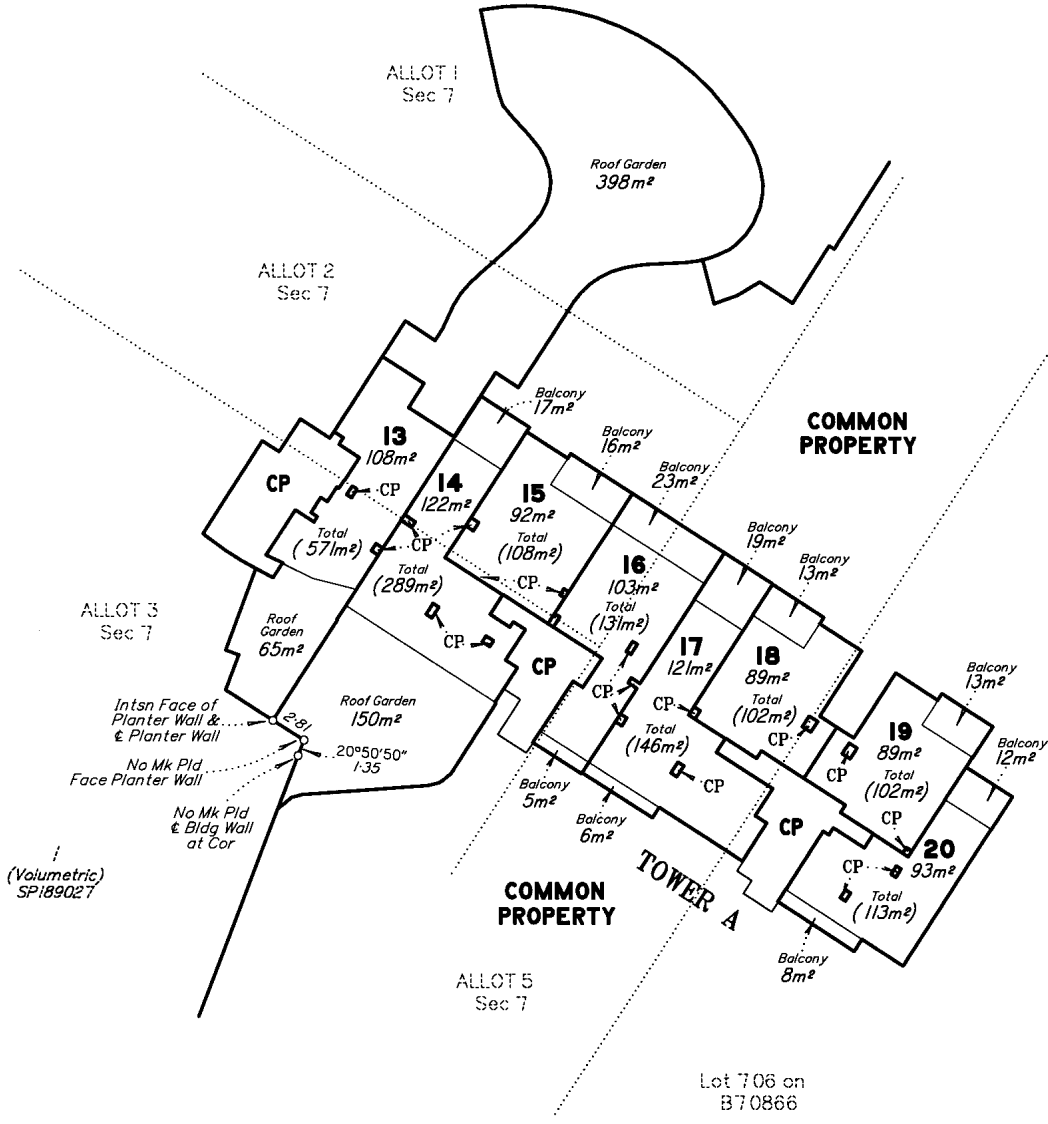 ALLOT 1
Sec 7
Roof Garden
398m²
ALLOT 2
Sec 7
Balcony
17m²
Balcony
16m²
Balcony
23m²
COMMON
PROPERTY
13
108m²
CP
CP
14
122m²
15
92m²
Total
(108m²)
Balcony
19m²
Balcony
13m²
Total
(571m²)
CP
Total
(289m²)
CP
16
103m²
Total
(131m²)
ALLOT 3
Sec 7
Roof
Garden
65m²
CP
CP
17
121m²
18
89m²
Total
(102m²)
Balcony
13m²
Intsn Face of
Planter Wall &
℄ Planter Wall
2·81
Roof Garden
150m²
CP
Total
(146m²)
CP
19
89m²
Total
(102m²)
Balcony
12m²
No Mk Pld
Face Planter Wall
20°50'50"
1·35
CP
CP
Balcony
5m²
No Mk Pld
℄ Bldg Wall
at Cor
Balcony
6m²
CP
CP
20
93m²
CP
Total
(113m²)
1
(Volumetric)
SP189027
COMMON
PROPERTY
TOWER A
Balcony
8m²
ALLOT 5
Sec 7
Lot 706 on
B70866